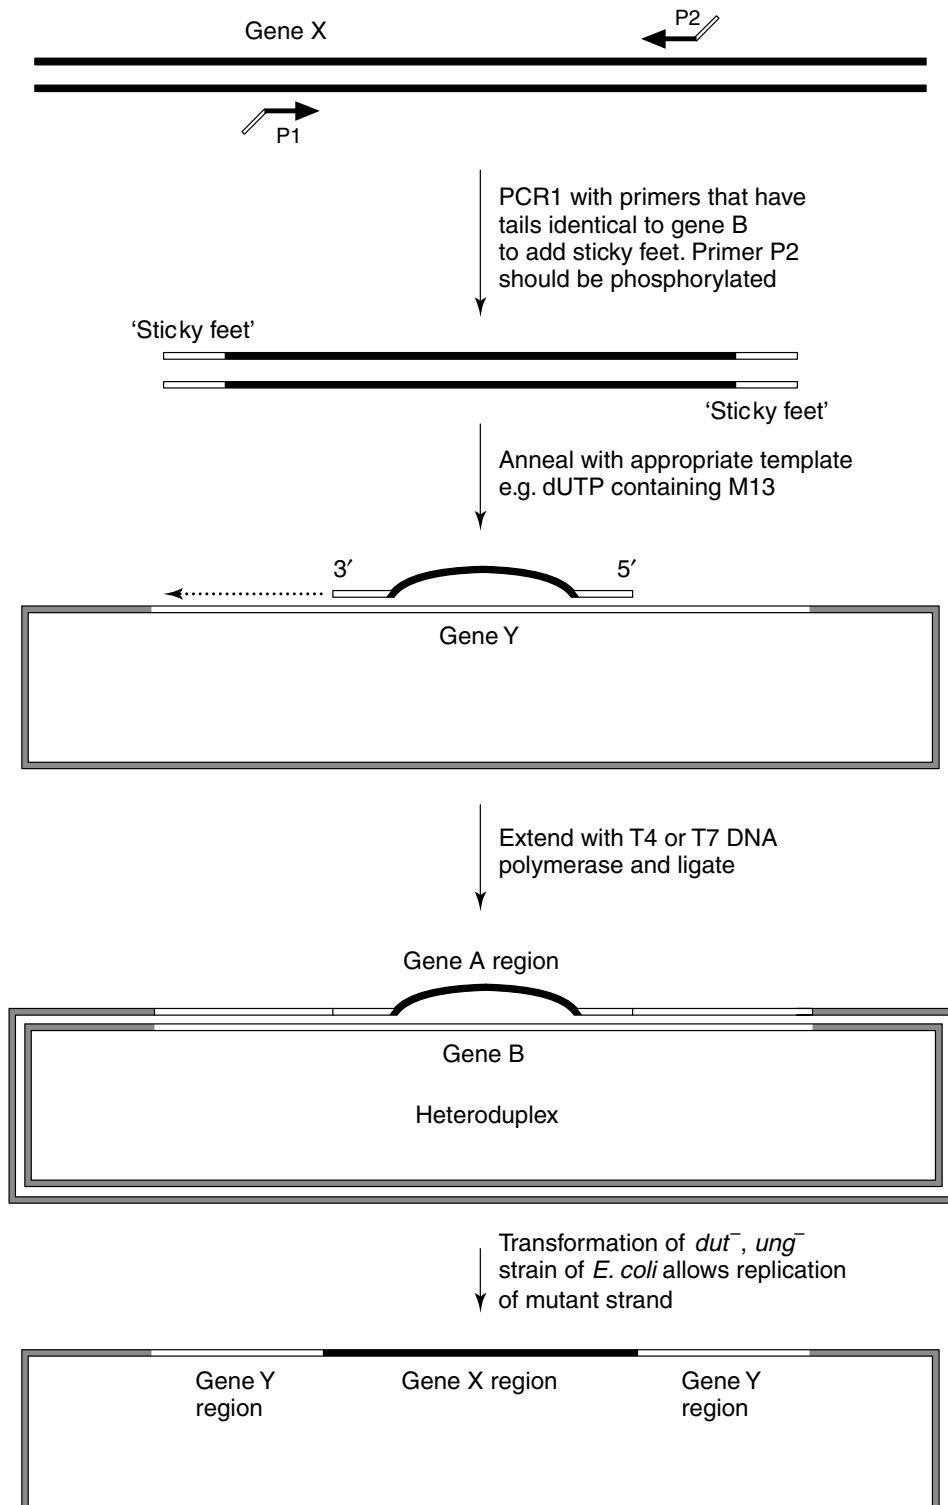 Gene X
P2
P1
PCR1 with primers that have
tails identical to gene B
to add sticky feet. Primer P2
should be phosphorylated
‘Sticky feet’
‘Sticky feet’
Anneal with appropriate template
e.g. dUTP containing M13
3′
5′
Gene Y
Extend with T4 or T7 DNA
polymerase and ligate
Gene A region
Gene B
Heteroduplex
Transformation of dut⁻, ung⁻
strain of E. coli allows replication
of mutant strand
Gene Y
region
Gene X region
Gene Y
region